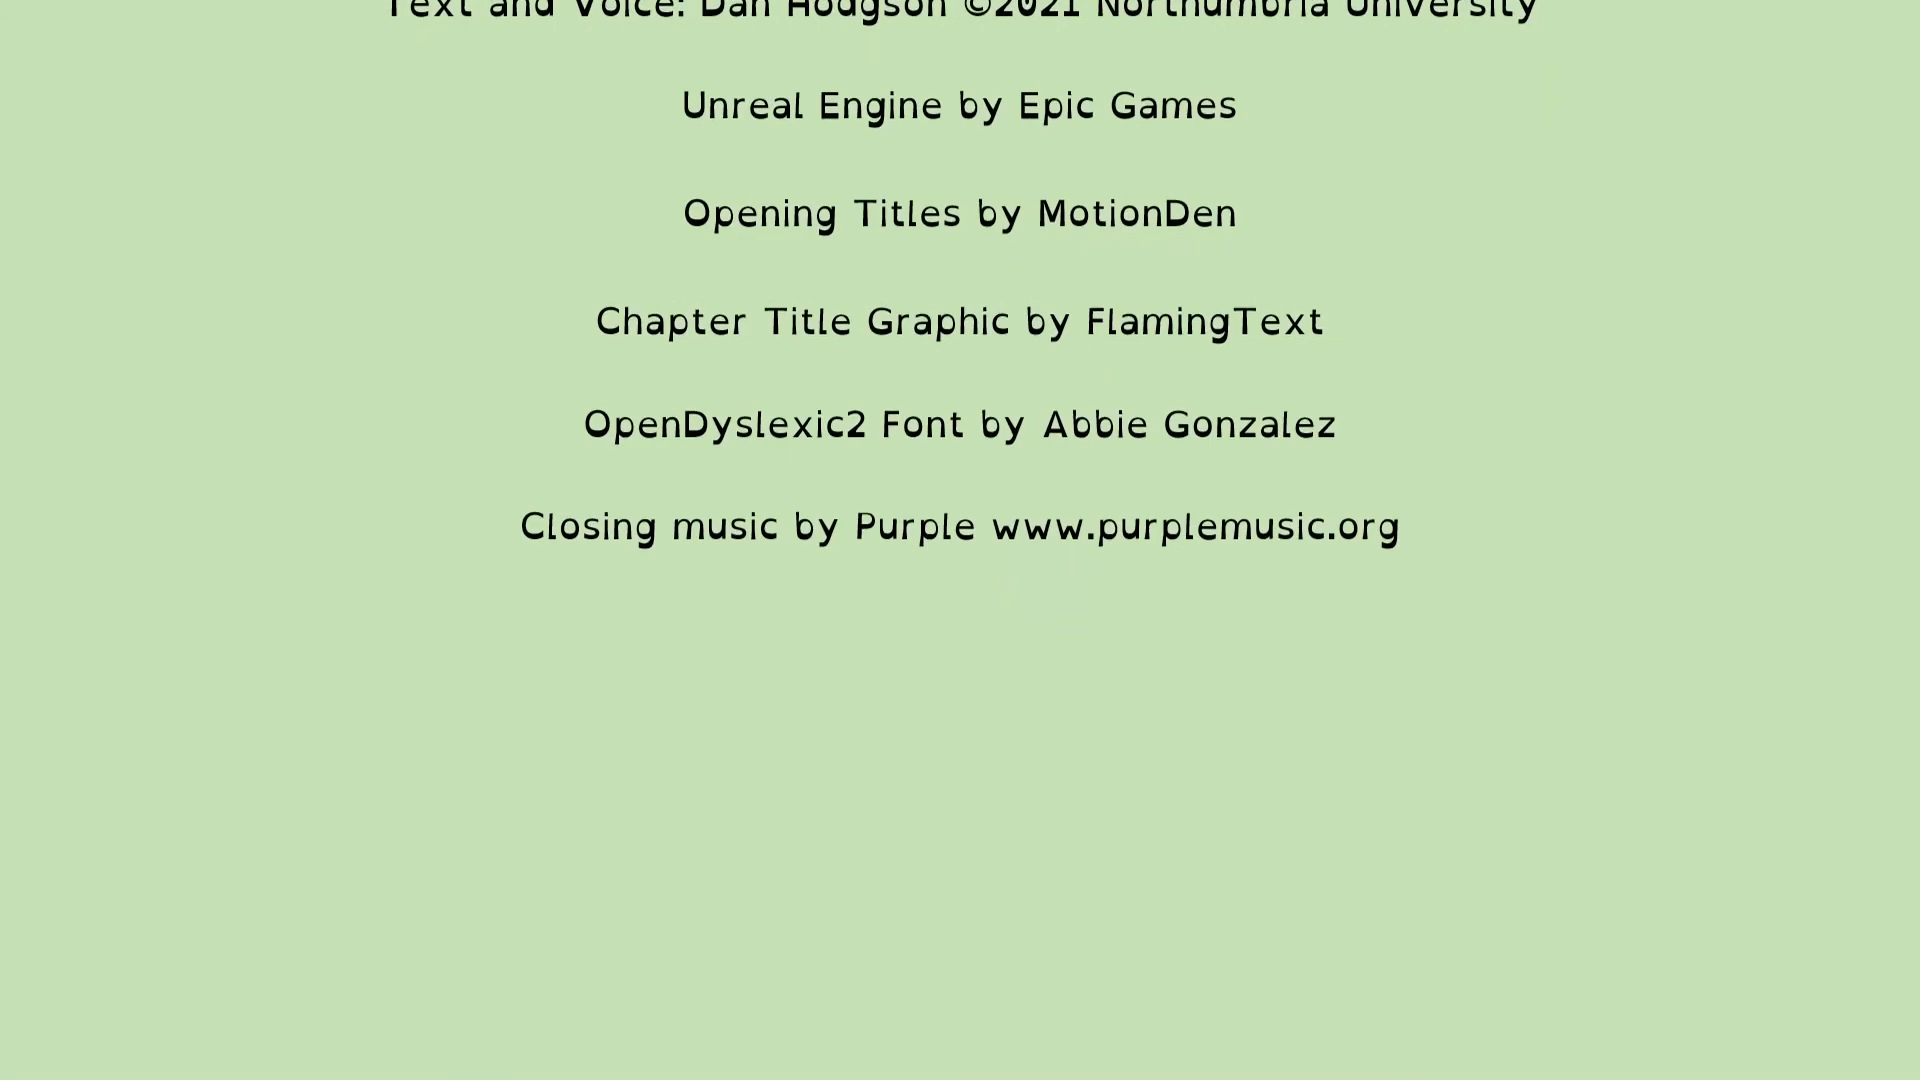 Text and Voice: Dan Hodgson ©2021 Northumbria University
Unreal Engine by Epic Games
Opening Titles by MotionDen
Chapter Title Graphic by FlamingText
OpenDyslexic2 Font by Abbie Gonzalez
Closing music by Purple www.purplemusic.org